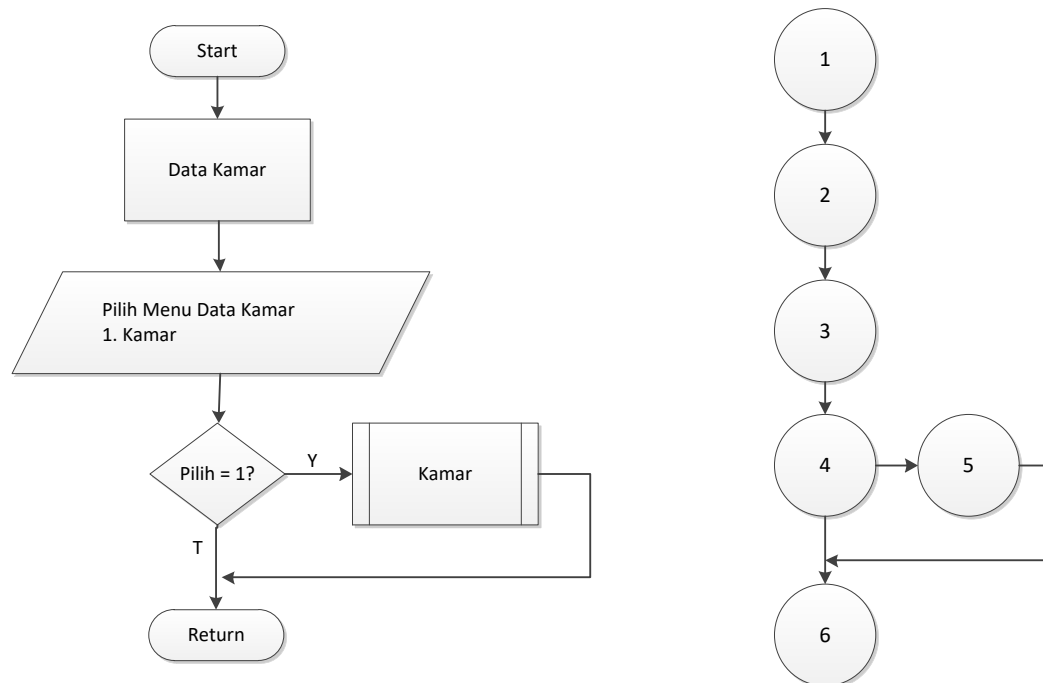 Start
Data Kamar
Pilih Menu Data Kamar
1. Kamar
Pilih = 1?
Y
Kamar
T
Return
1
2
3
4
5
6